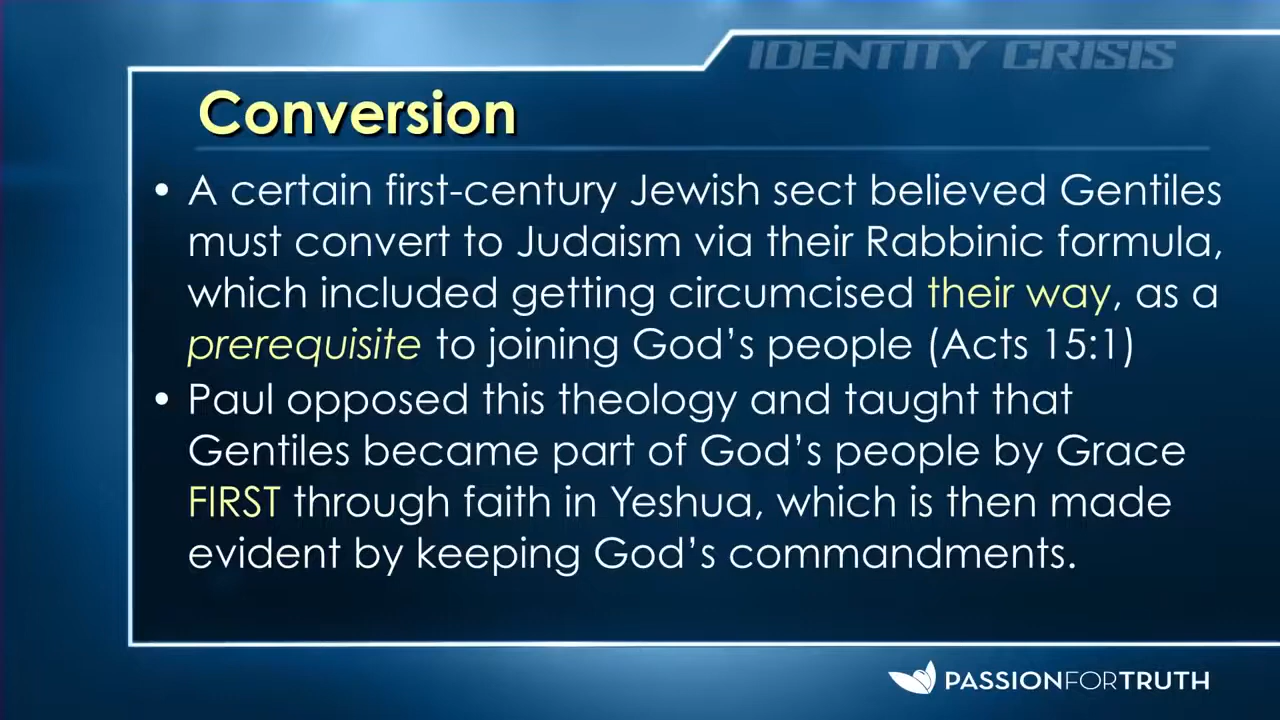 IDENTITY CRISIS
Conversion
• A certain first-century Jewish sect believed Gentiles
must convert to Judaism via their Rabbinic formula,
which included getting circumcised their way, as a
prerequisite to joining God’s people (Acts 15:1)
• Paul opposed this theology and taught that
Gentiles became part of God’s people by Grace
FIRST through faith in Yeshua, which is then made
evident by keeping God’s commandments.
PASSIONFORTRUTH